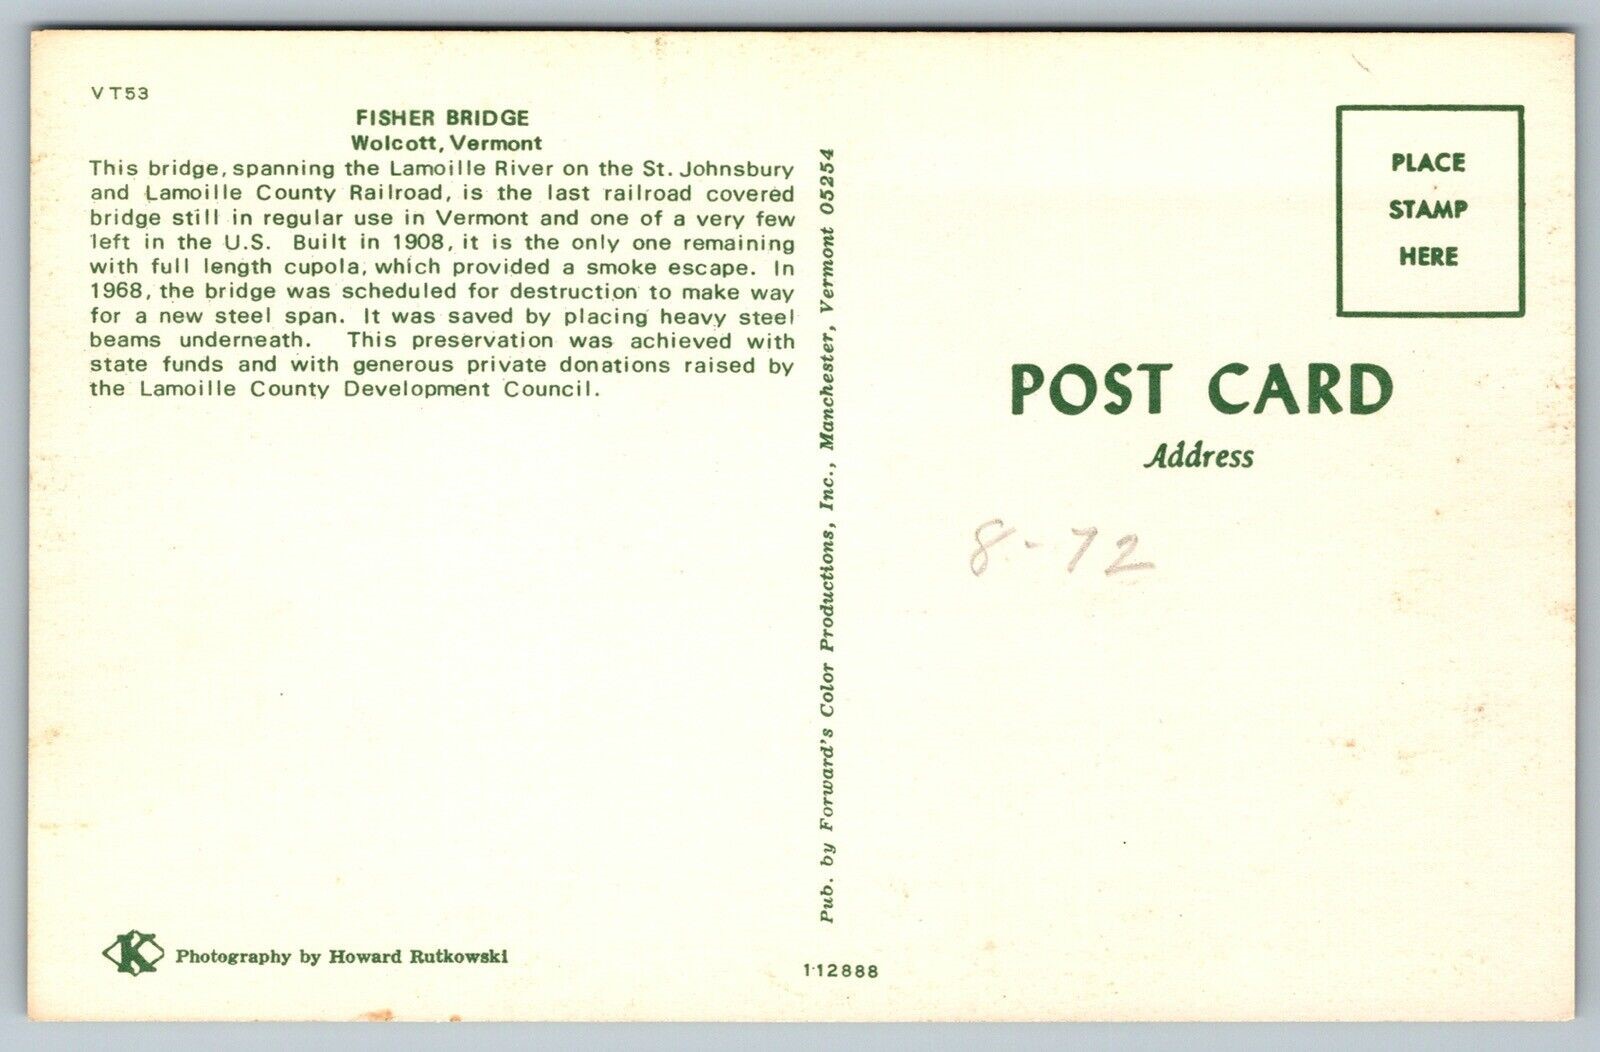 VT53
FISHER BRIDGE
Wolcott, Vermont
This bridge, spanning the Lamoille River on the St. Johnsbury
and Lamoille County Railroad, is the last railroad covered
bridge still in regular use in Vermont and one of a very few
left in the U.S. Built in 1908, it is the only one remaining
with full length cupola, which provided a smoke escape. In
1968, the bridge was scheduled for destruction to make way
for a new steel span. It was saved by placing heavy steel
beams underneath. This preservation was achieved with
state funds and with generous private donations raised by
the Lamoille County Development Council.
K Photography by Howard Rutkowski
Pub. by Forward's Color Productions, Inc., Manchester, Vermont 05254
112888
PLACE
STAMP
HERE
POST CARD
Address
8-72